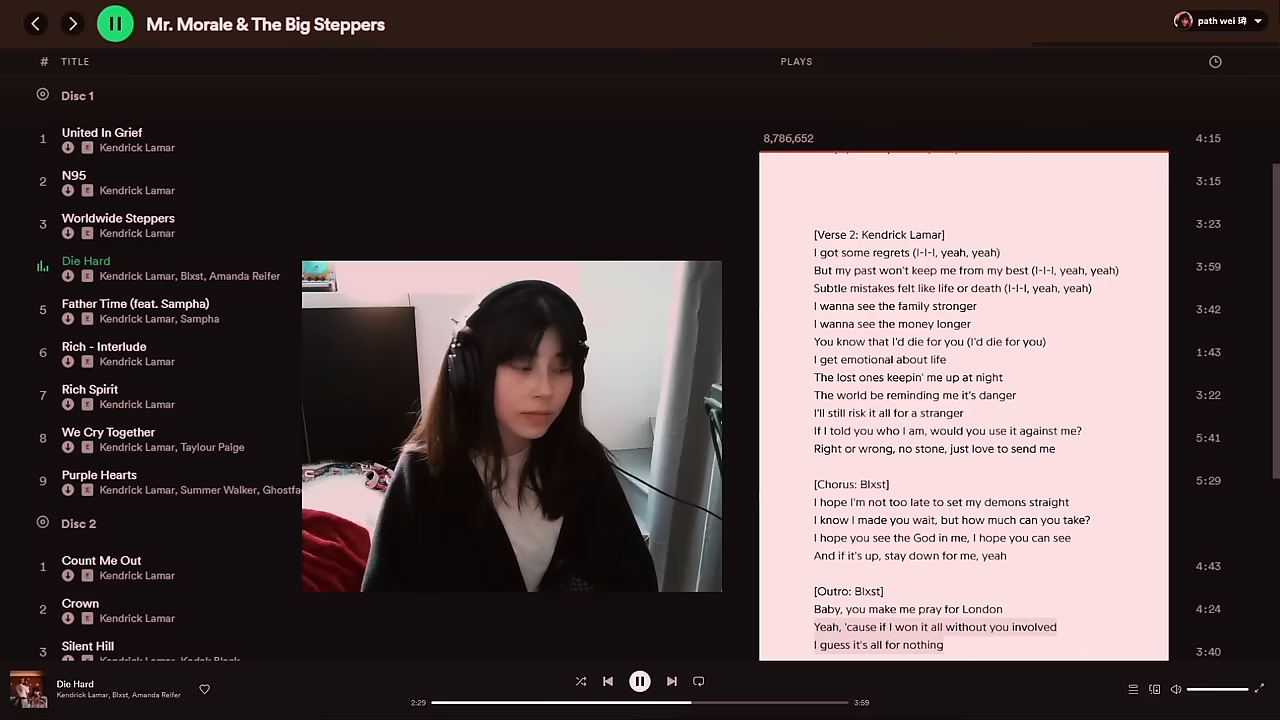 Mr. Morale & The Big Steppers
path wei 瑋
# TITLE PLAYS
Disc 1
1 United In Grief 8,786,652 4:15
E Kendrick Lamar
2 N95 3:15
E Kendrick Lamar
3 Worldwide Steppers 3:23
E Kendrick Lamar
Die Hard 3:59
E Kendrick Lamar, Blxst, Amanda Reifer
5 Father Time (feat. Sampha) 3:42
E Kendrick Lamar, Sampha
6 Rich - Interlude 1:43
E Kendrick Lamar
7 Rich Spirit 3:22
E Kendrick Lamar
8 We Cry Together 5:41
E Kendrick Lamar, Taylour Paige
9 Purple Hearts 5:29
E Kendrick Lamar, Summer Walker, Ghostfa
Disc 2
1 Count Me Out 4:43
E Kendrick Lamar
2 Crown 4:24
E Kendrick Lamar
3 Silent Hill 3:40
Kendrick Lamar, Kodak Black
[Verse 2: Kendrick Lamar]
I got some regrets (I-I-I, yeah, yeah)
But my past won't keep me from my best (I-I-I, yeah, yeah)
Subtle mistakes felt like life or death (I-I-I, yeah, yeah)
I wanna see the family stronger
I wanna see the money longer
You know that I'd die for you (I'd die for you)
I get emotional about life
The lost ones keepin' me up at night
The world be reminding me it's danger
I'll still risk it all for a stranger
If I told you who I am, would you use it against me?
Right or wrong, no stone, just love to send me
[Chorus: Blxst]
I hope I'm not too late to set my demons straight
I know I made you wait, but how much can you take?
I hope you see the God in me, I hope you can see
And if it's up, stay down for me, yeah
[Outro: Blxst]
Baby, you make me pray for London
Yeah, 'cause if I won it all without you involved
I guess it's all for nothing
Die Hard
Kendrick Lamar, Blxst, Amanda Reifer
2:29 3:59